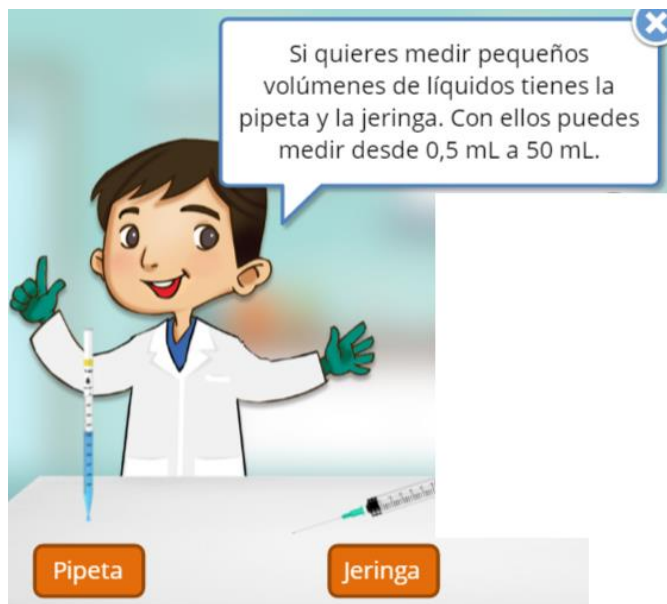 Si quieres medir pequeños
volúmenes de líquidos tienes la
pipeta y la jeringa. Con ellos puedes
medir desde 0,5 mL a 50 mL.
Pipeta
Jeringa